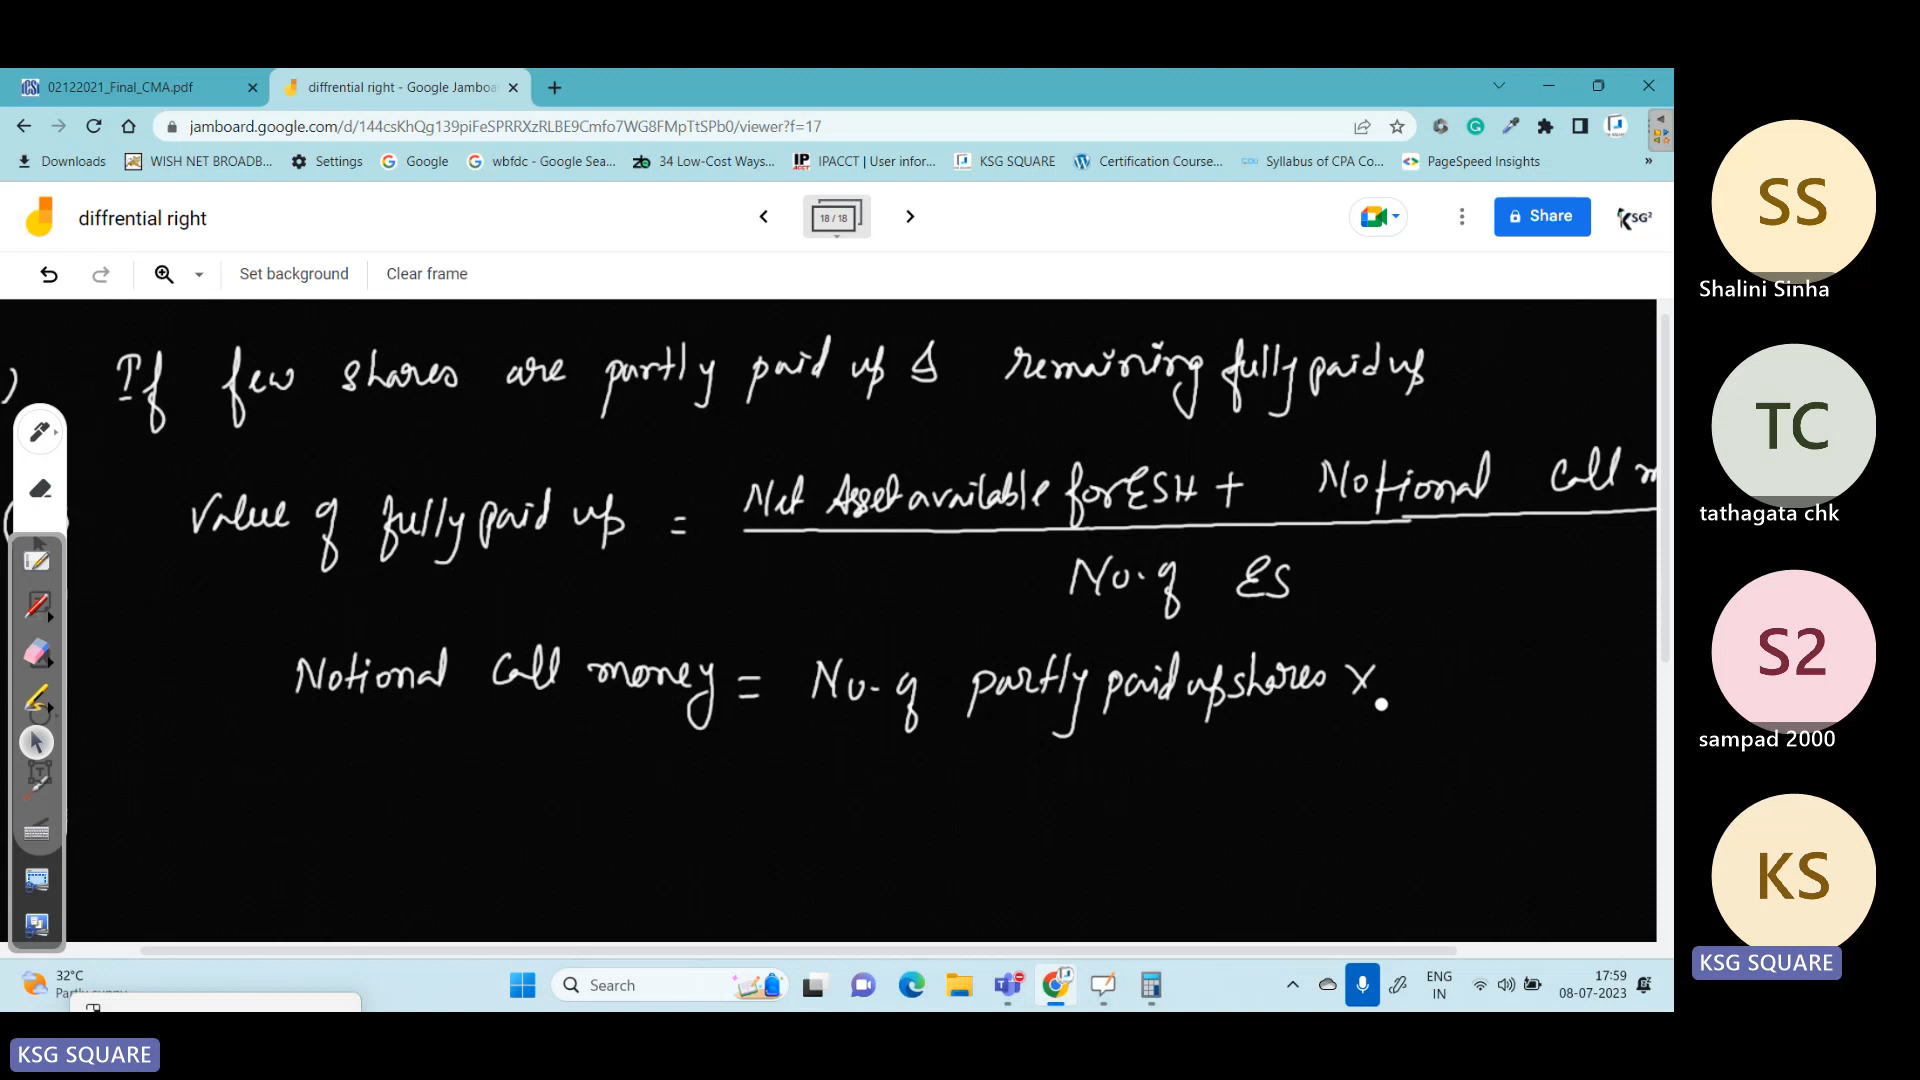 02122021_Final_CMA.pdf
diffrential right - Google Jamboa
jamboard.google.com/d/144csKhQg139piFeSPRRXzRLBE9Cmfo7WG8FMpTtSPb0/viewer?f=17
Downloads WISH NET BROADB... Settings Google wbfdc - Google Sea... 34 Low-Cost Ways... IPACCT | User infor... KSG SQUARE Certification Course... Syllabus of CPA Co... PageSpeed Insights »
diffrential right
18 / 18
Share
KSG²
Set background Clear frame
) If few shares are partly paid up & remaining fully paid up
Value of fully paid up = Net Asset available for ESH + Notional Call m
No. of ES
Notional Call money = No. of partly paid up shares X
32°C
Search
ENG
IN
17:59
08-07-2023
KSG SQUARE
SS
Shalini Sinha
TC
tathagata chk
S2
sampad 2000
KS
KSG SQUARE